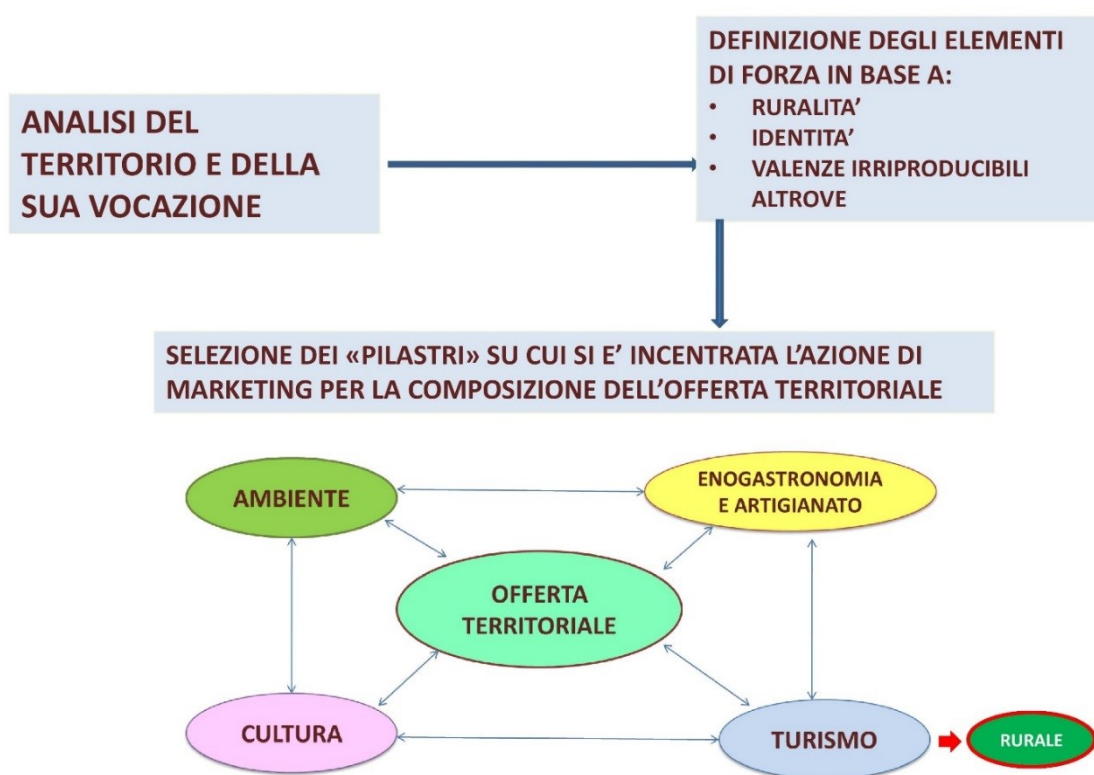 ANALISI DEL
TERRITORIO E DELLA
SUA VOCAZIONE
DEFINIZIONE DEGLI ELEMENTI
DI FORZA IN BASE A:
• RURALITA’
• IDENTITA’
• VALENZE IRRIPRODUCIBILI
ALTROVE
SELEZIONE DEI «PILASTRI» SU CUI SI E’ INCENTRATA L’AZIONE DI
MARKETING PER LA COMPOSIZIONE DELL’OFFERTA TERRITORIALE
AMBIENTE
ENOGASTRONOMIA
E ARTIGIANATO
OFFERTA
TERRITORIALE
CULTURA
TURISMO
RURALE